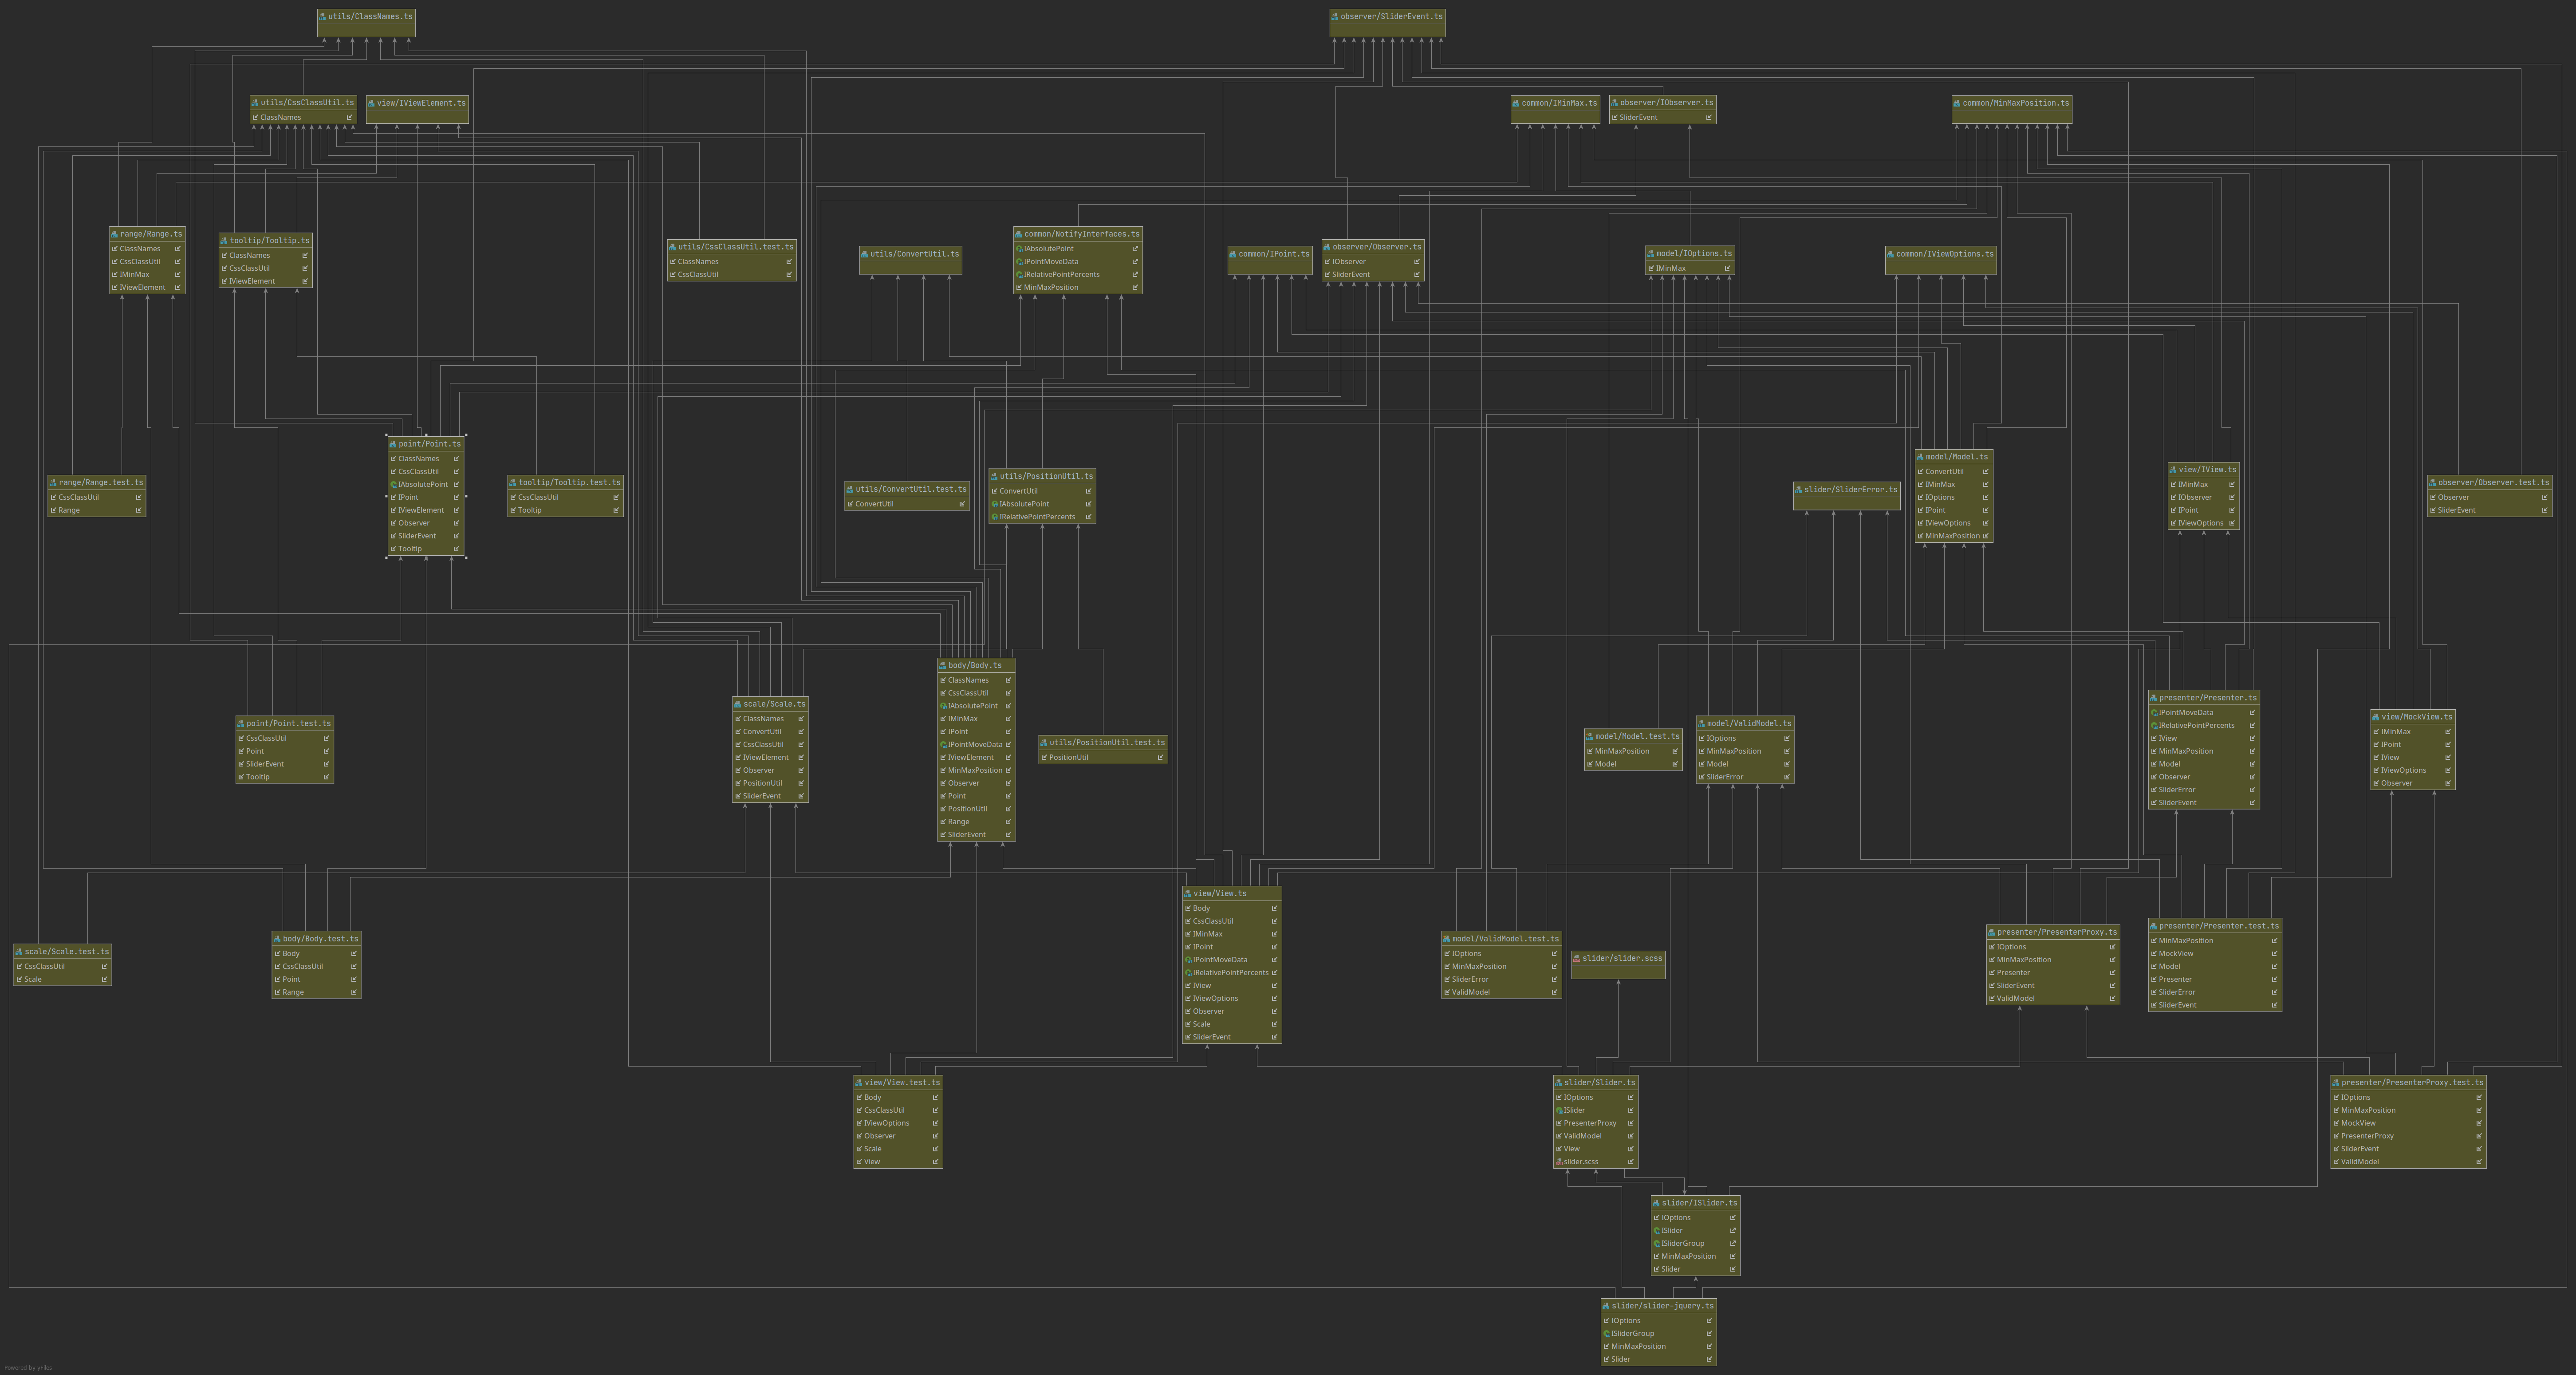 utils/ClassNames.ts
observer/SliderEvent.ts
utils/CssClassUtil.ts
ClassNames
view/IViewElement.ts
common/IMinMax.ts
observer/IObserver.ts
SliderEvent
common/MinMaxPosition.ts
range/Range.ts
ClassNames
CssClassUtil
IMinMax
IViewElement
tooltip/Tooltip.ts
ClassNames
CssClassUtil
IViewElement
utils/CssClassUtil.test.ts
ClassNames
CssClassUtil
utils/ConvertUtil.ts
common/NotifyInterfaces.ts
IAbsolutePoint
IPointMoveData
IRelativePointPercents
MinMaxPosition
common/IPoint.ts
observer/Observer.ts
IObserver
SliderEvent
model/IOptions.ts
IMinMax
common/IViewOptions.ts
range/Range.test.ts
CssClassUtil
Range
point/Point.ts
ClassNames
CssClassUtil
IAbsolutePoint
IPoint
IViewElement
Observer
SliderEvent
Tooltip
tooltip/Tooltip.test.ts
CssClassUtil
Tooltip
utils/ConvertUtil.test.ts
ConvertUtil
utils/PositionUtil.ts
ConvertUtil
IAbsolutePoint
IRelativePointPercents
slider/SliderError.ts
model/Model.ts
ConvertUtil
IMinMax
IOptions
IPoint
IViewOptions
MinMaxPosition
view/IView.ts
IMinMax
IObserver
IPoint
IViewOptions
observer/Observer.test.ts
Observer
SliderEvent
point/Point.test.ts
CssClassUtil
Point
SliderEvent
Tooltip
scale/Scale.ts
ClassNames
ConvertUtil
CssClassUtil
IViewElement
Observer
PositionUtil
SliderEvent
body/Body.ts
ClassNames
CssClassUtil
IAbsolutePoint
IMinMax
IPoint
IPointMoveData
IViewElement
MinMaxPosition
Observer
Point
PositionUtil
Range
SliderEvent
utils/PositionUtil.test.ts
PositionUtil
model/Model.test.ts
MinMaxPosition
Model
model/ValidModel.ts
IOptions
MinMaxPosition
Model
SliderError
presenter/Presenter.ts
IPointMoveData
IRelativePointPercents
IView
MinMaxPosition
Model
Observer
SliderError
SliderEvent
view/MockView.ts
IMinMax
IPoint
IView
IViewOptions
Observer
scale/Scale.test.ts
CssClassUtil
Scale
body/Body.test.ts
Body
CssClassUtil
Point
Range
view/View.ts
Body
CssClassUtil
IMinMax
IPoint
IPointMoveData
IRelativePointPercents
IView
IViewOptions
Observer
Scale
SliderEvent
model/ValidModel.test.ts
IOptions
MinMaxPosition
SliderError
ValidModel
slider/slider.scss
presenter/PresenterProxy.ts
IOptions
MinMaxPosition
Presenter
SliderEvent
ValidModel
presenter/Presenter.test.ts
MinMaxPosition
MockView
Model
Presenter
SliderError
SliderEvent
view/View.test.ts
Body
CssClassUtil
IViewOptions
Observer
Scale
View
slider/Slider.ts
IOptions
ISlider
PresenterProxy
ValidModel
View
slider.scss
presenter/PresenterProxy.test.ts
IOptions
MinMaxPosition
MockView
PresenterProxy
SliderEvent
ValidModel
slider/ISlider.ts
IOptions
ISlider
ISliderGroup
MinMaxPosition
Slider
slider/slider-jquery.ts
IOptions
ISliderGroup
MinMaxPosition
Slider
Powered by yFiles